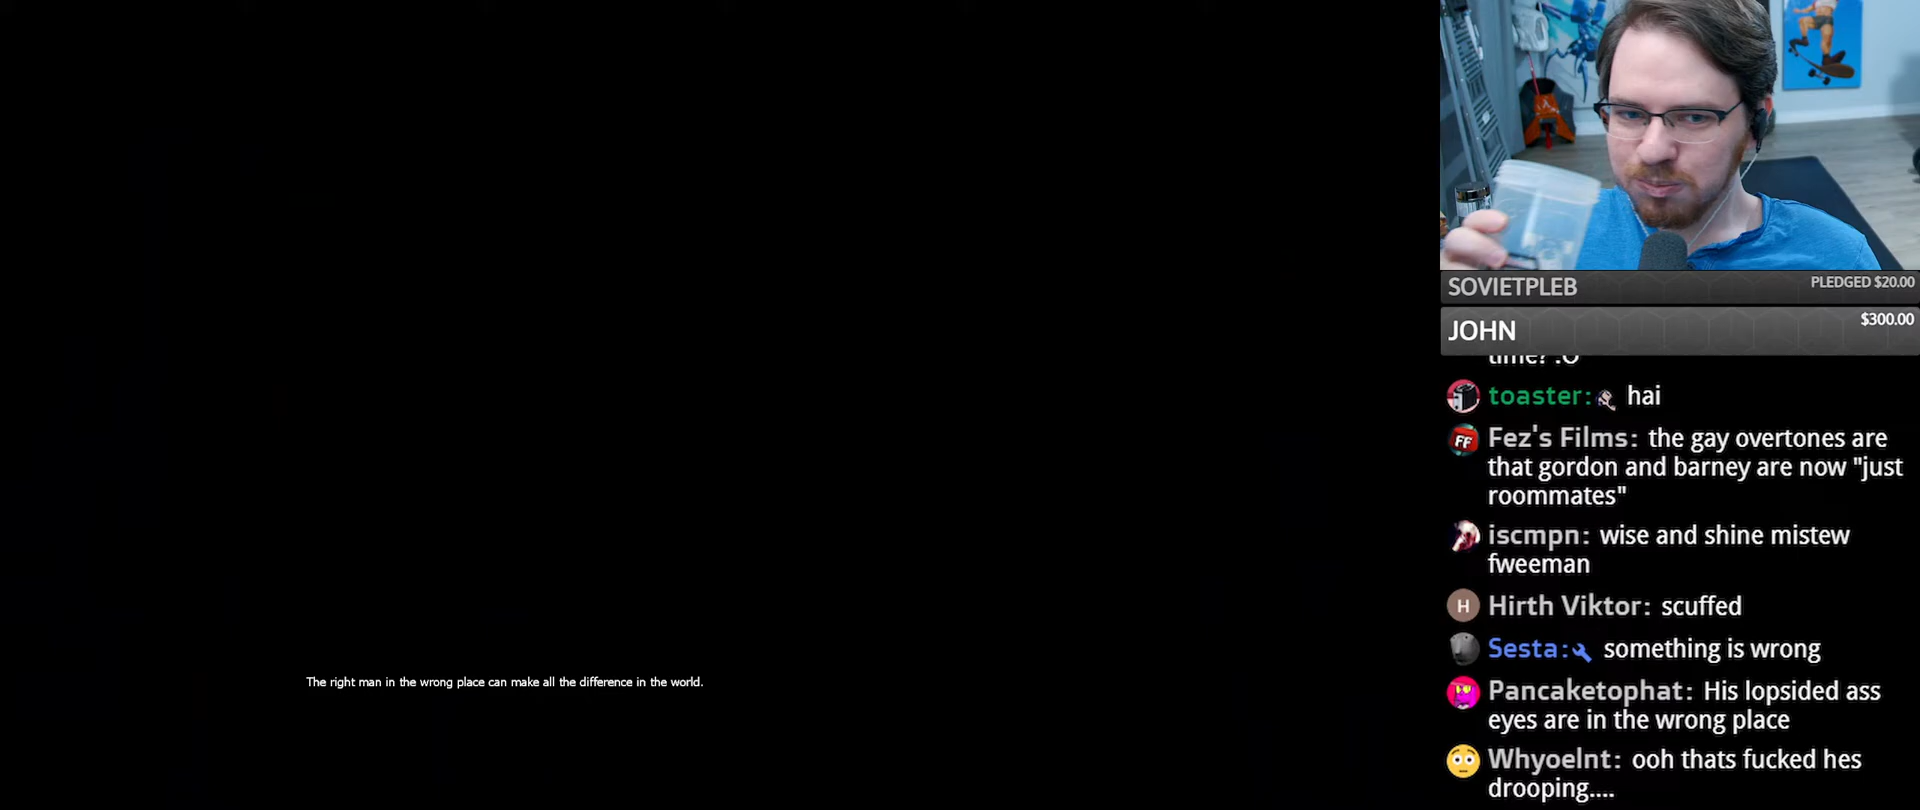 The right man in the wrong place can make all the difference in the world.
SOVIETPLEB
PLEDGED $20.00
JOHN
$300.00
time? :O
toaster: hai
Fez's Films: the gay overtones are
that gordon and barney are now "just
roommates"
iscmpn: wise and shine mistew
fweeman
H Hirth Viktor: scuffed
Sesta: something is wrong
FF
Pancaketophat: His lopsided ass
eyes are in the wrong place
Whyoelnt: ooh thats fucked hes
drooping....